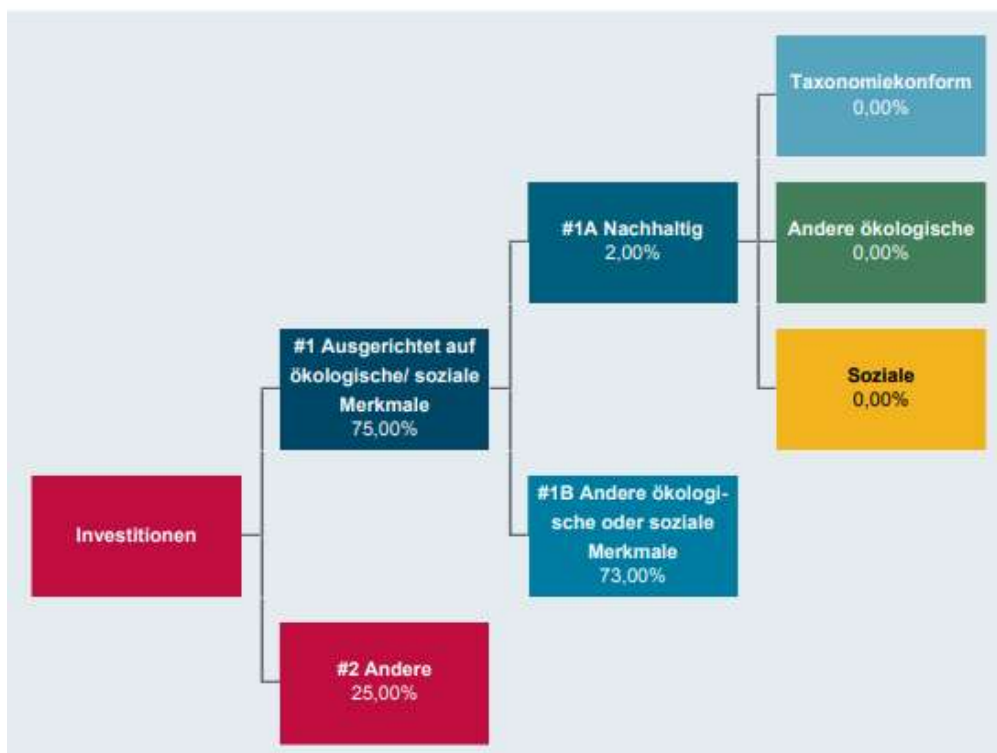 Taxonomiekonform
0,00%
#1A Nachhaltig
2,00%
Andere ökologische
0,00%
#1 Ausgerichtet auf
ökologische/ soziale
Merkmale
75,00%
Soziale
0,00%
Investitionen
#1B Andere ökologi-
sche oder soziale
Merkmale
73,00%
#2 Andere
25,00%